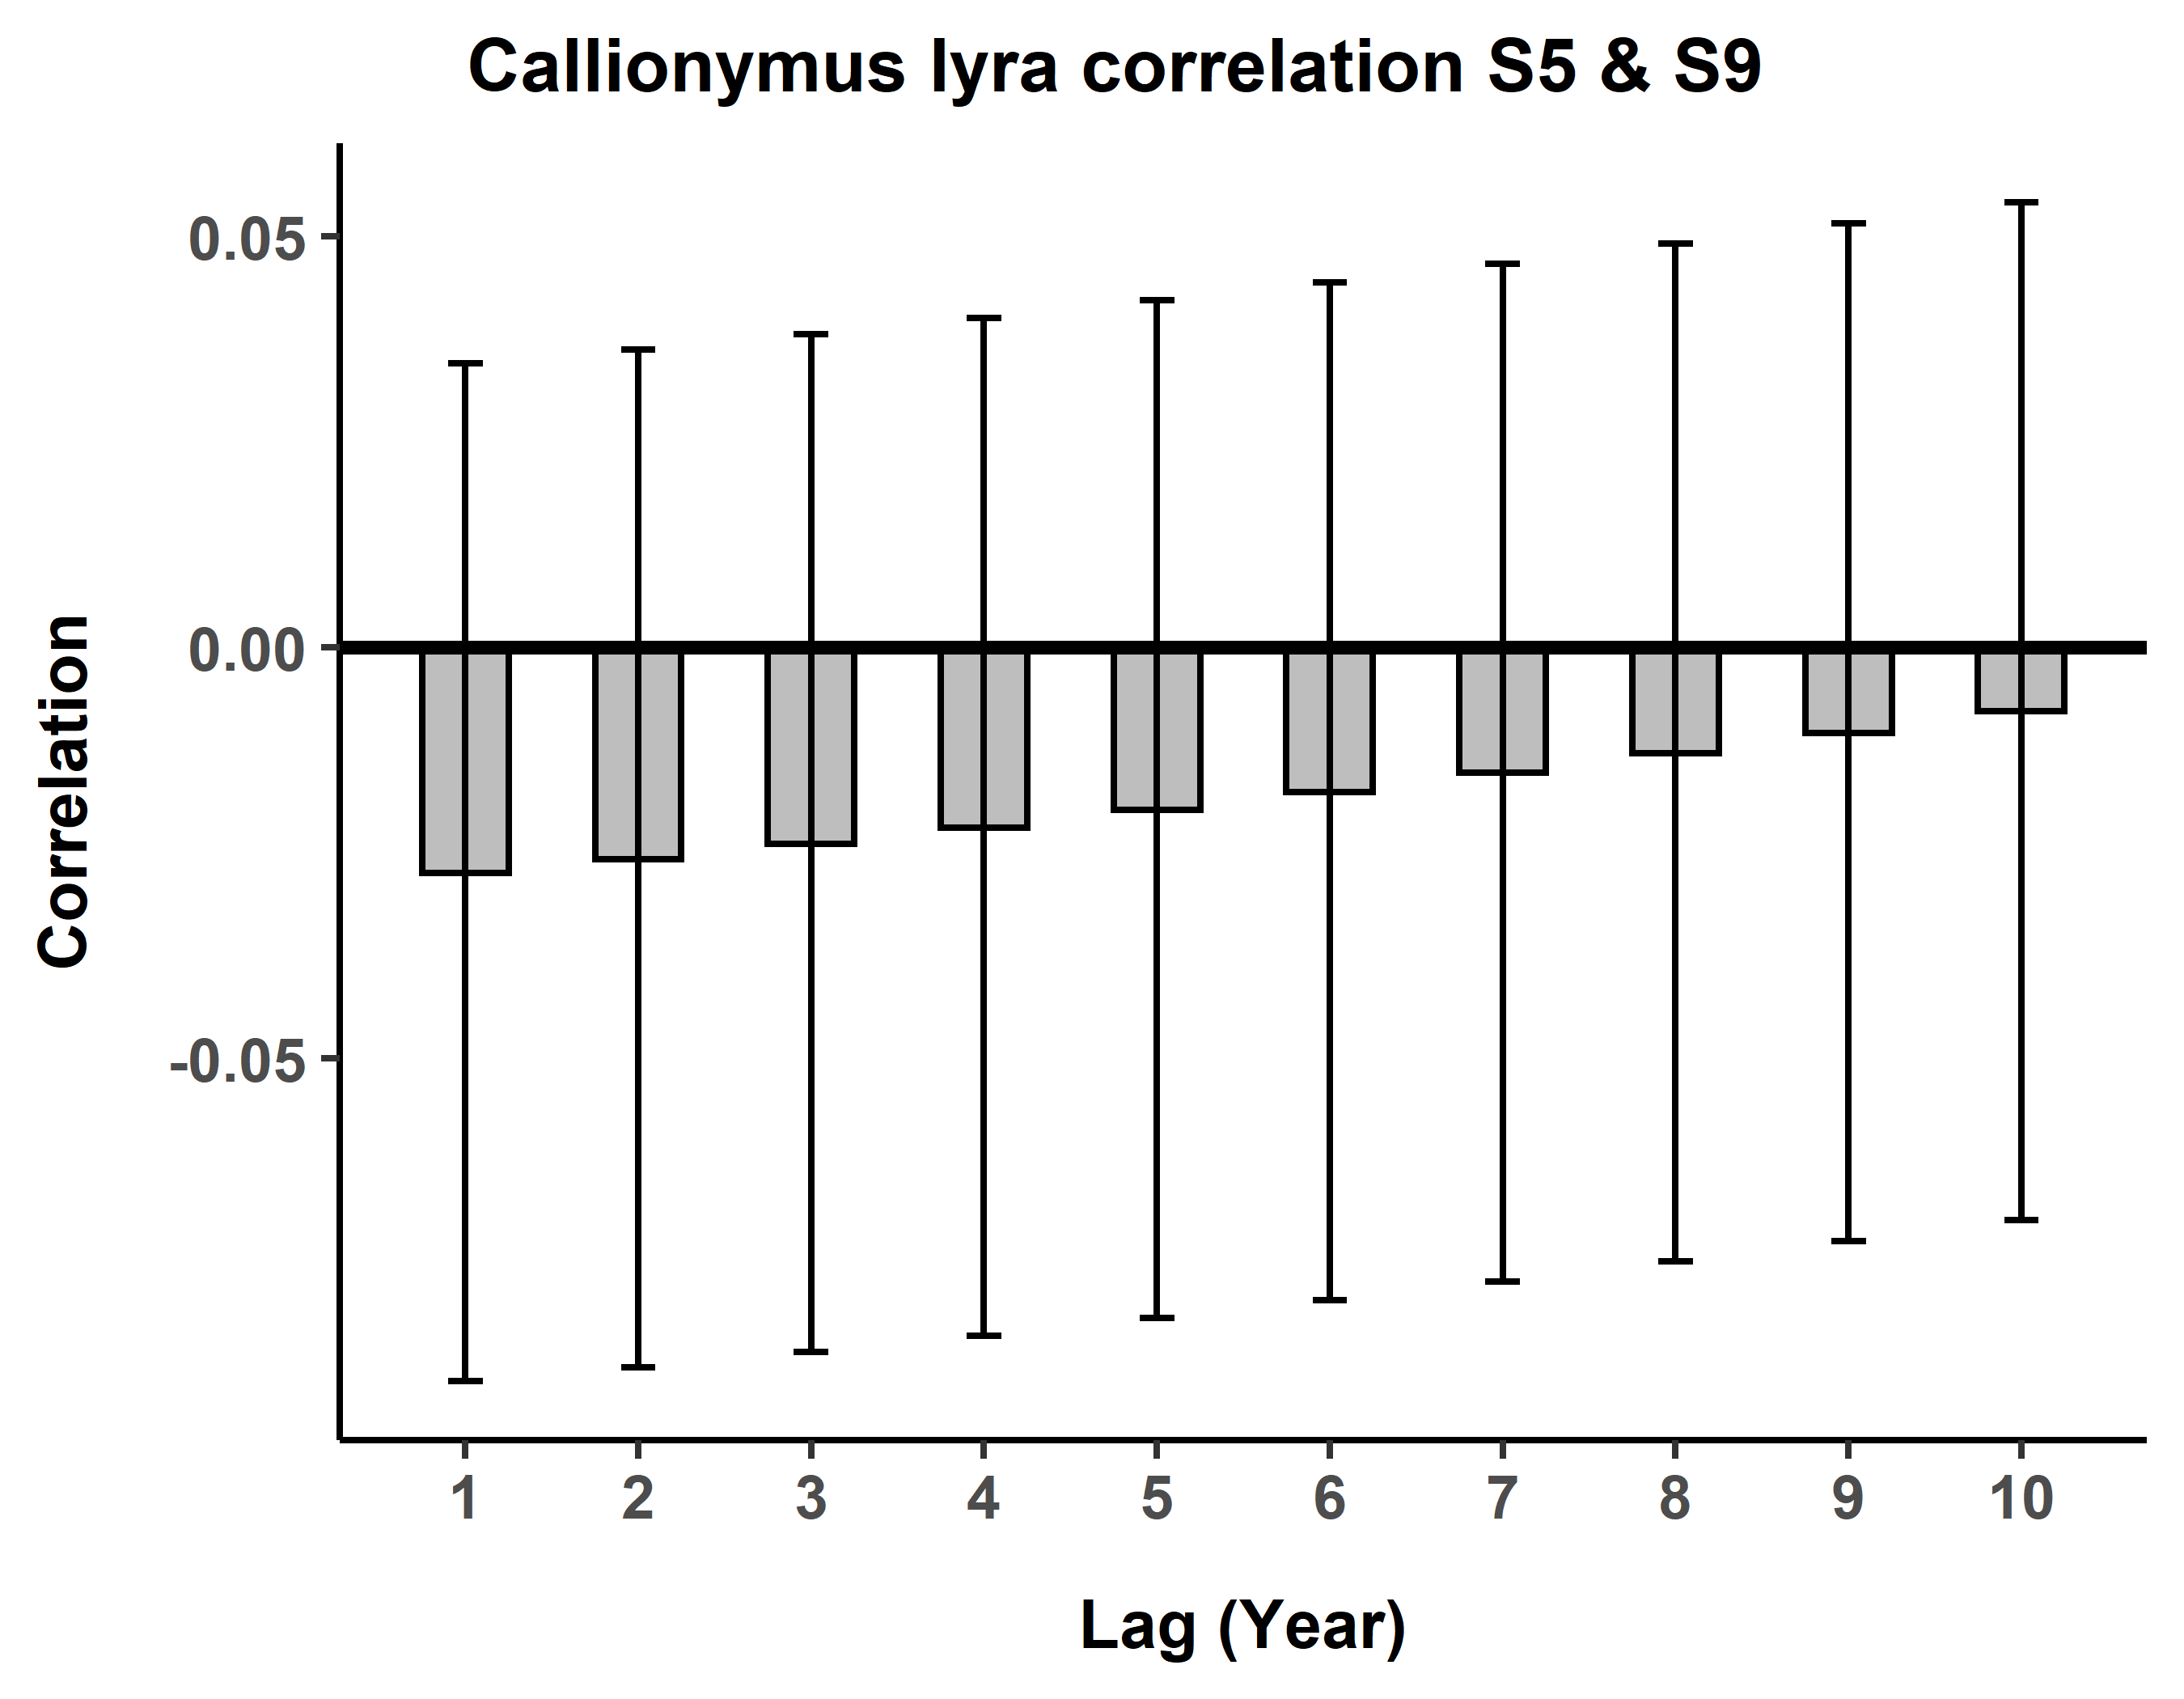 Callionymus lyra correlation S5 & S9
Correlation
0.05
0.00
-0.05
1 2 3 4 5 6 7 8 9 10
Lag (Year)